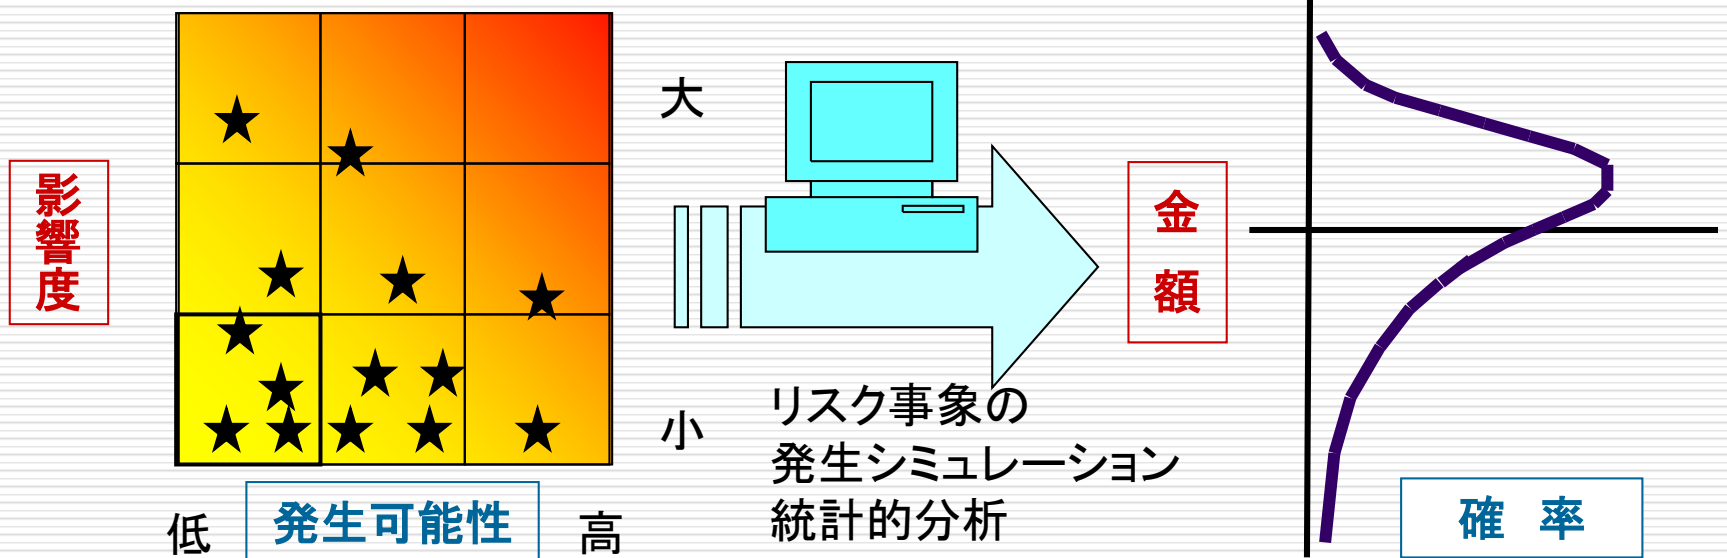 影響度
大
小
低
発生可能性
高
リスク事象の
発生シミュレーション
統計的分析
金額
確 率